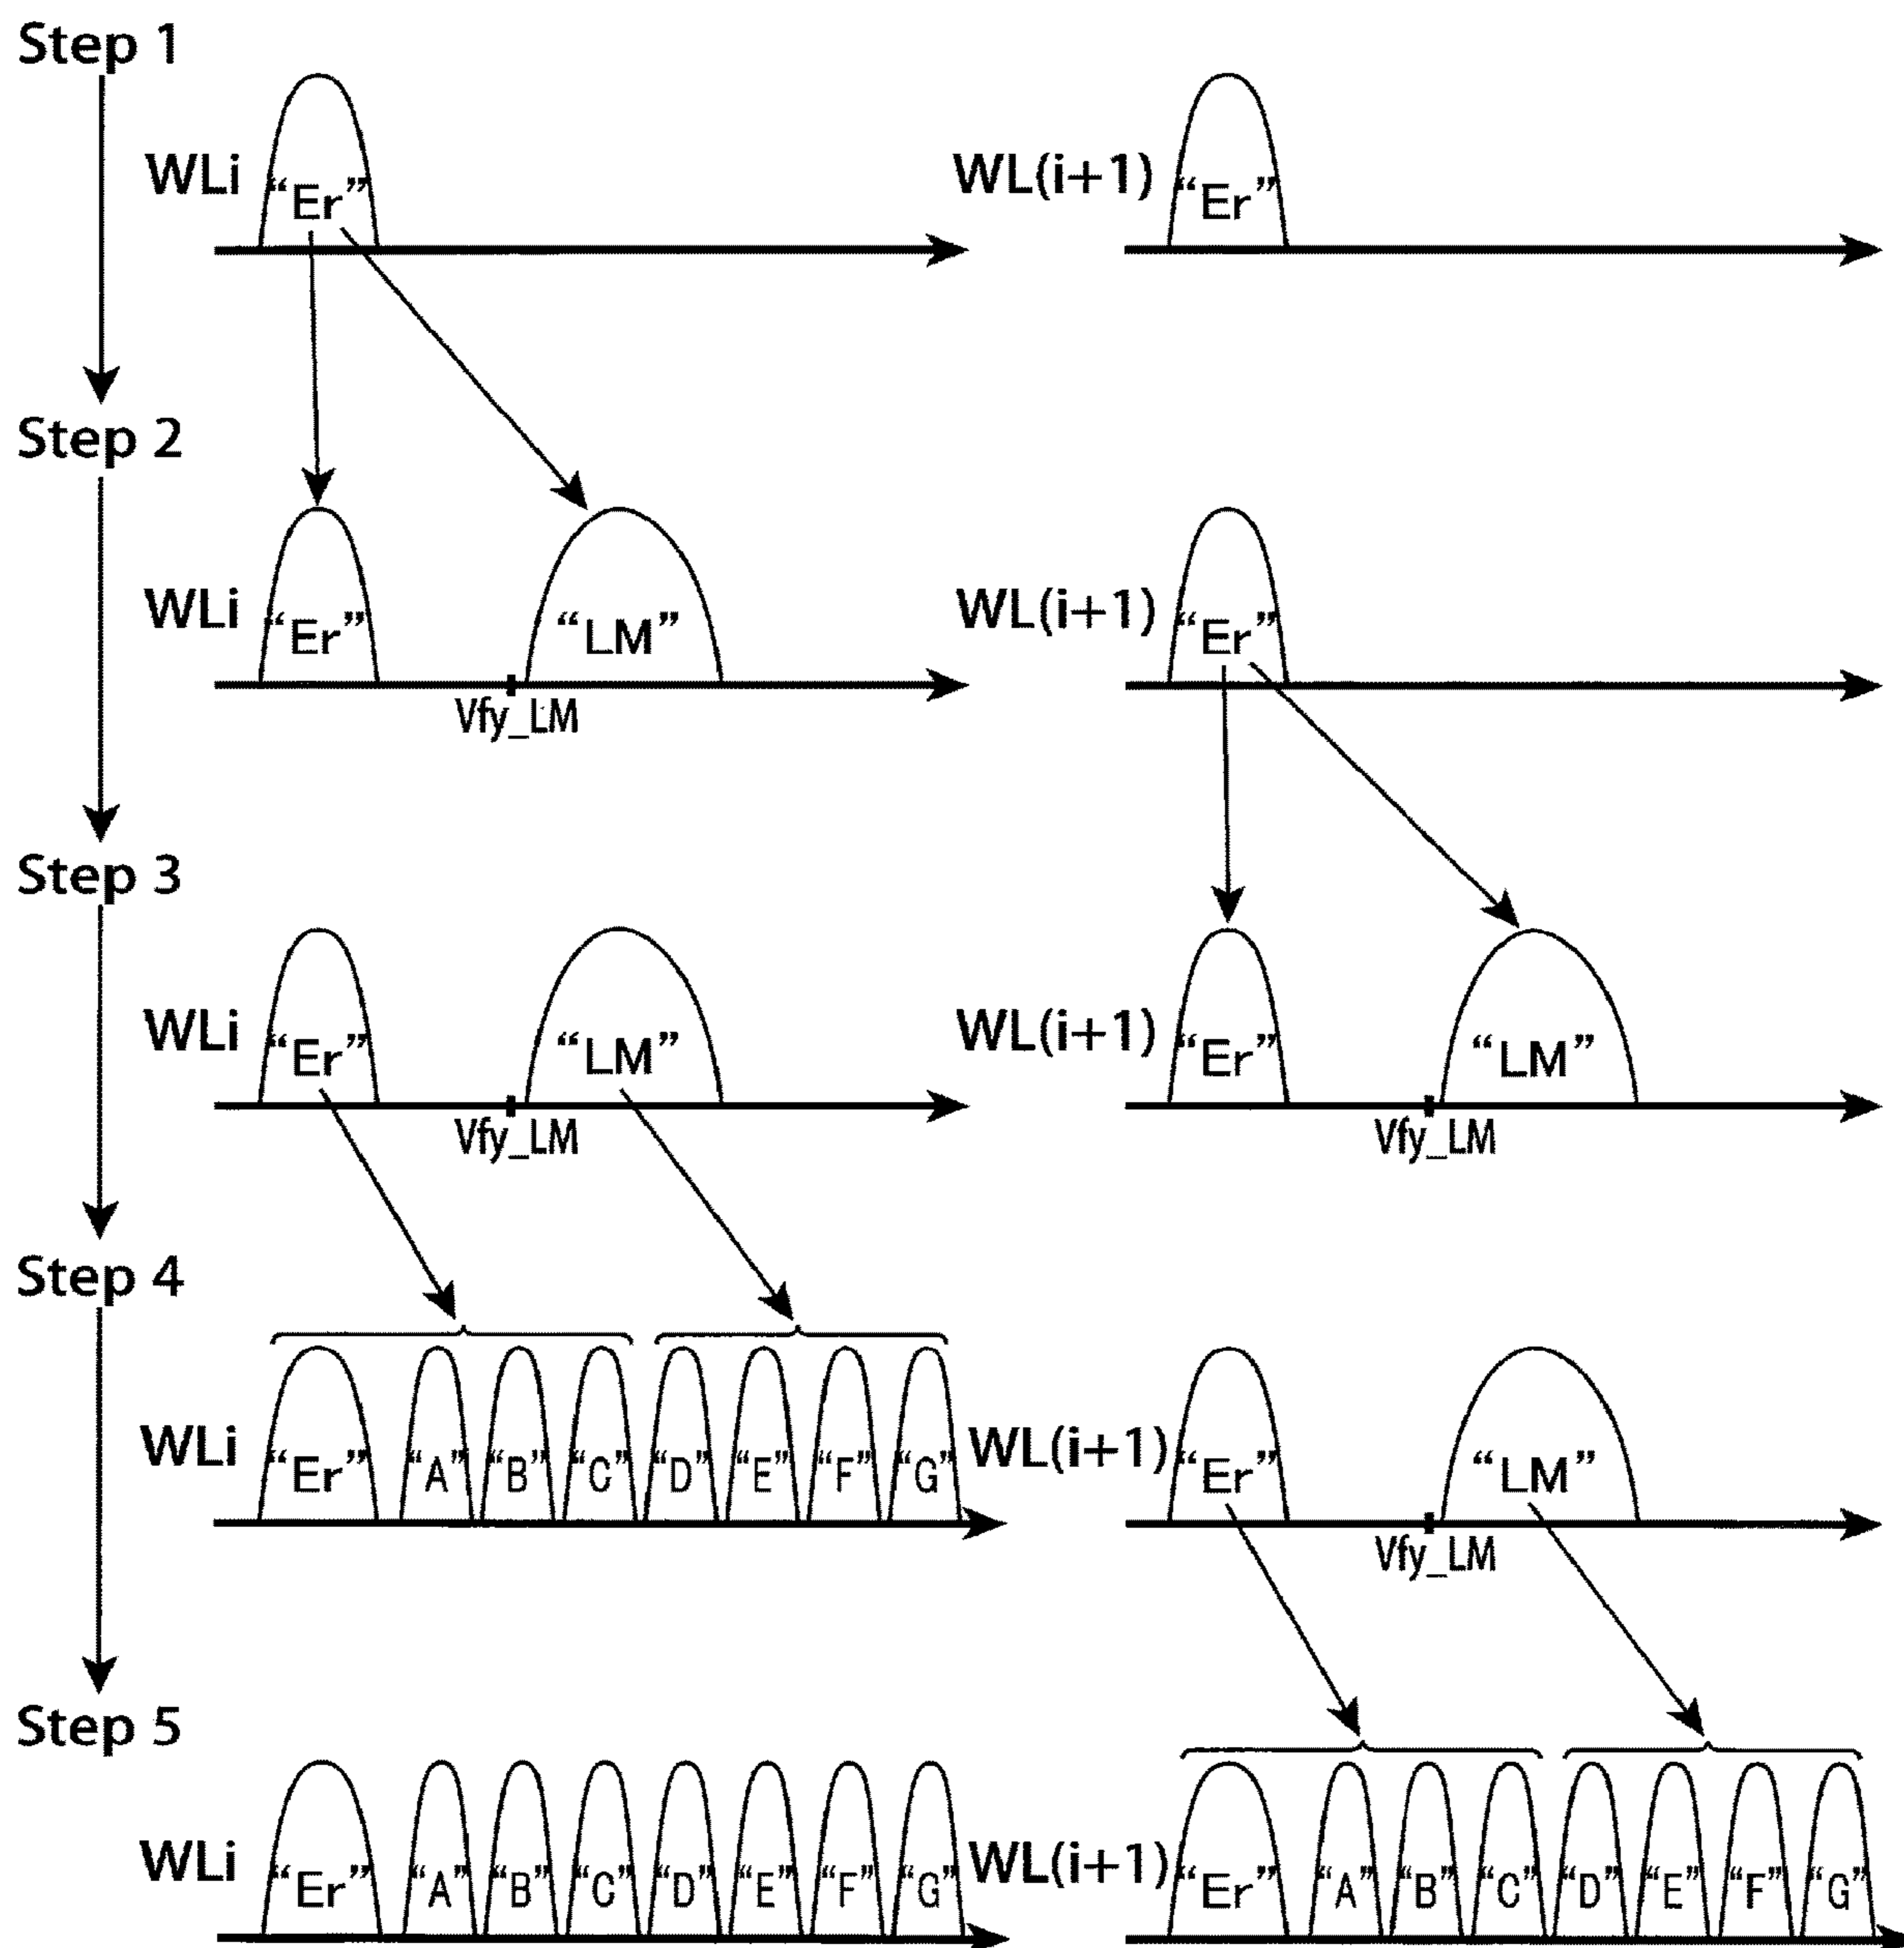 Step 1
WLi "Er" WL(i+1) "Er"
Step 2
WLi "Er" "LM" WL(i+1) "Er"
Vfy_LM
Step 3
WLi "Er" "LM" WL(i+1) "Er" "LM"
Vfy_LM Vfy_LM
Step 4
WLi "Er" "A" "B" "C" "D" "E" "F" "G" WL(i+1) "Er" "LM"
Vfy_LM
Step 5
WLi "Er" "A" "B" "C" "D" "E" "F" "G" WL(i+1) "Er" "A" "B" "C" "D" "E" "F" "G"